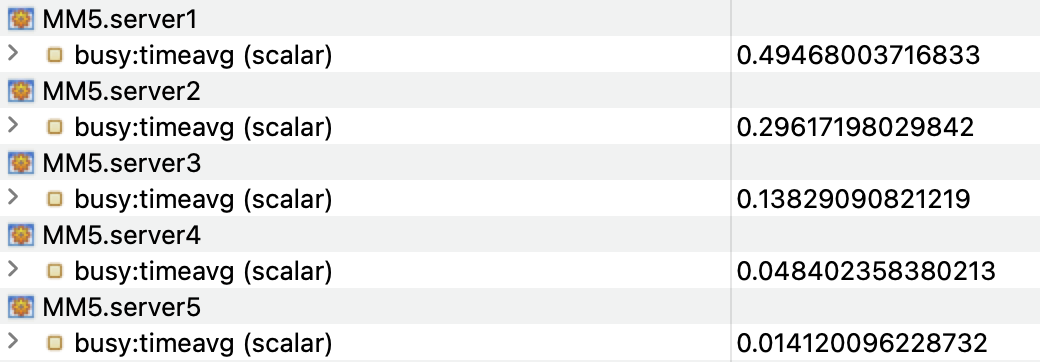 MM5.server1
busy:timeavg (scalar) 0.49468003716833
MM5.server2
busy:timeavg (scalar) 0.29617198029842
MM5.server3
busy:timeavg (scalar) 0.13829090821219
MM5.server4
busy:timeavg (scalar) 0.048402358380213
MM5.server5
busy:timeavg (scalar) 0.014120096228732